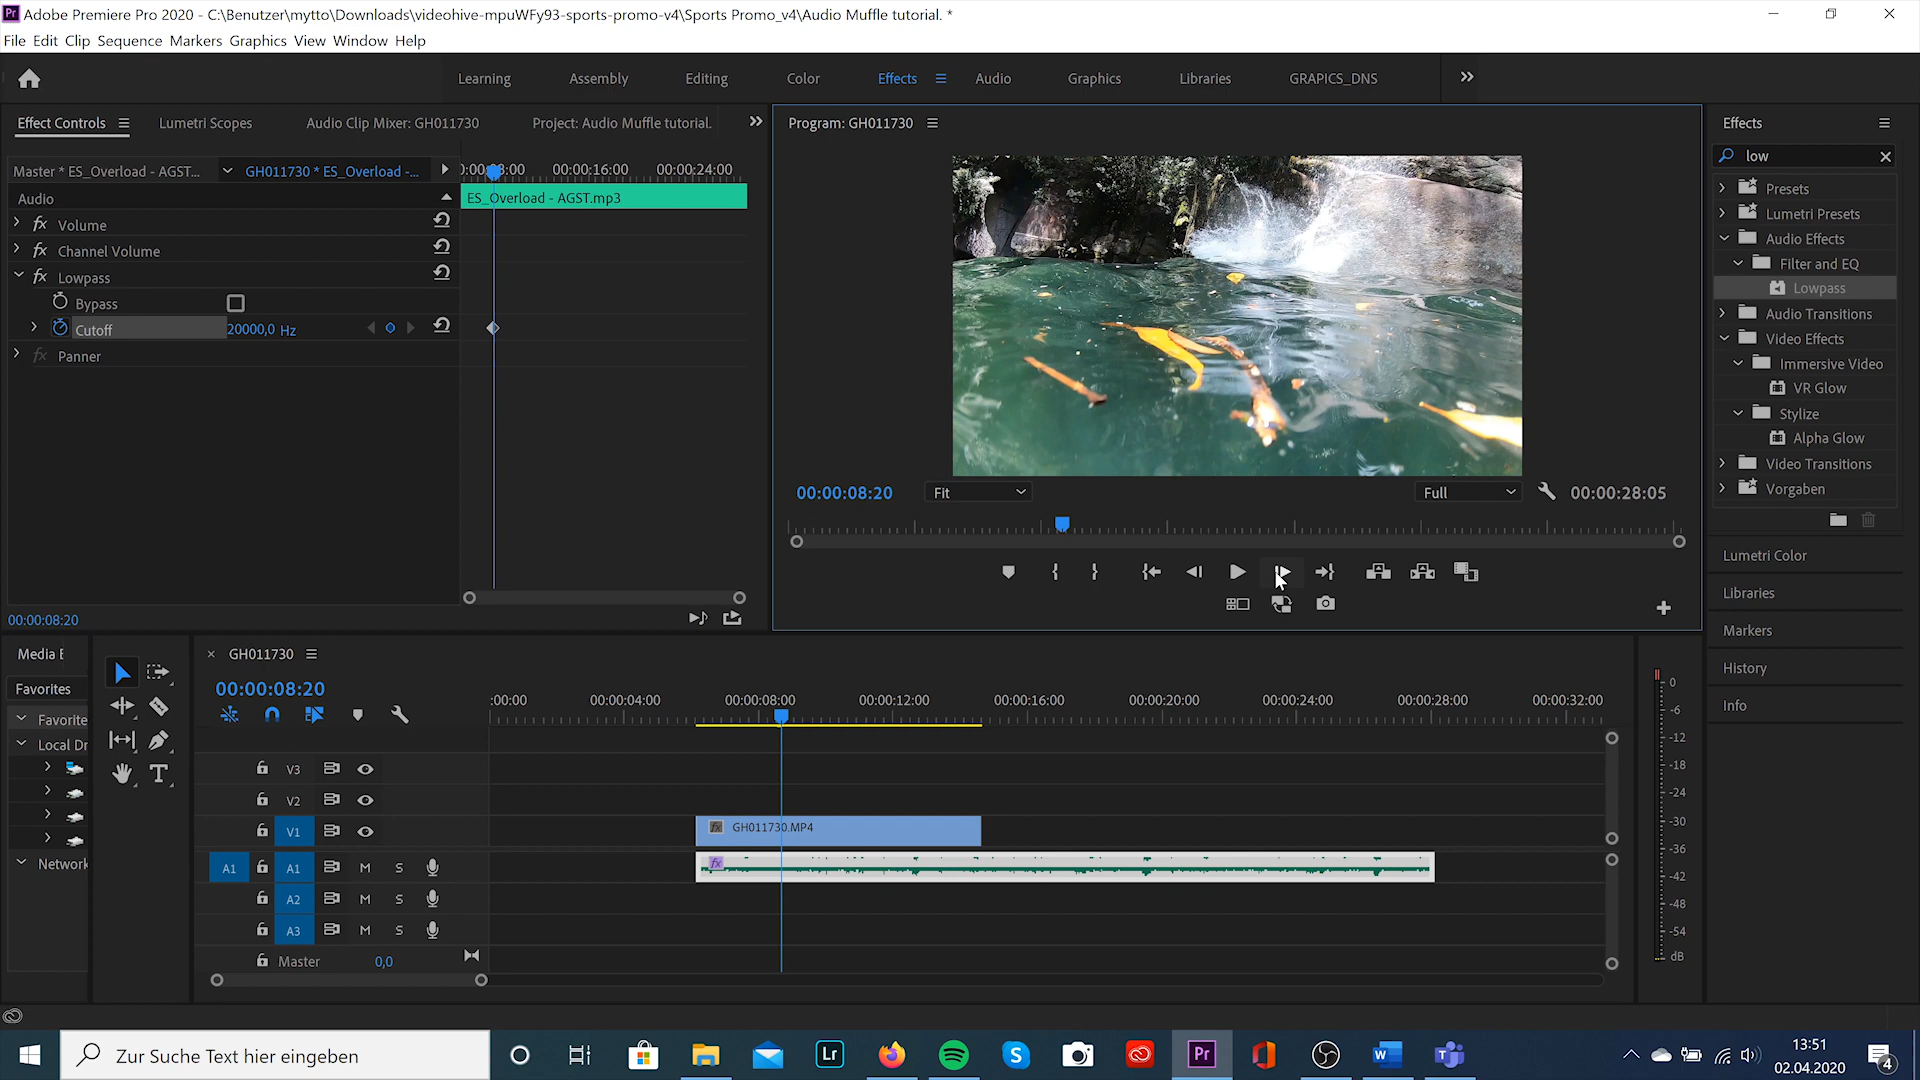 Adobe Premiere Pro 2020 - C:\Benutzer\mytto\Downloads\videohive-mpuWFy93-sports-promo-v4\Sports Promo_v4\Audio Muffle tutorial. *
File Edit Clip Sequence Markers Graphics View Window Help
Learning Assembly Editing Color Effects Audio Graphics Libraries GRAPICS_DNS
Effect Controls Lumetri Scopes Audio Clip Mixer: GH011730 Project: Audio Muffle tutorial.
Program: GH011730
Effects
low
Master * ES_Overload - AGST... GH011730 * ES_Overload -...
00:00:16:00 00:00:24:00
Audio
ES_Overload - AGST.mp3
Volume
Channel Volume
Lowpass
Bypass
Cutoff 20000,0 Hz
Panner
00:00:08:20
Presets
Lumetri Presets
Audio Effects
Filter and EQ
Lowpass
Audio Transitions
Video Effects
Immersive Video
VR Glow
Stylize
Alpha Glow
Video Transitions
Vorgaben
Lumetri Color
Libraries
Markers
History
Info
00:00:08:20 Fit Full 00:00:28:05
Media
Favorites
Favorite
Local Dr
Network
GH011730
00:00:08:20
:00:00 00:00:04:00 00:00:08:00 00:00:12:00 00:00:16:00 00:00:20:00 00:00:24:00 00:00:28:00 00:00:32:00
V3
V2
V1 GH011730.MP4
A1 A1 M S fx
A2 M S
A3 M S
Master 0,0
0
-6
-12
-18
-24
-30
-36
-42
-48
-54
dB
Zur Suche Text hier eingeben
Lr
Pr
13:51
02.04.2020
4